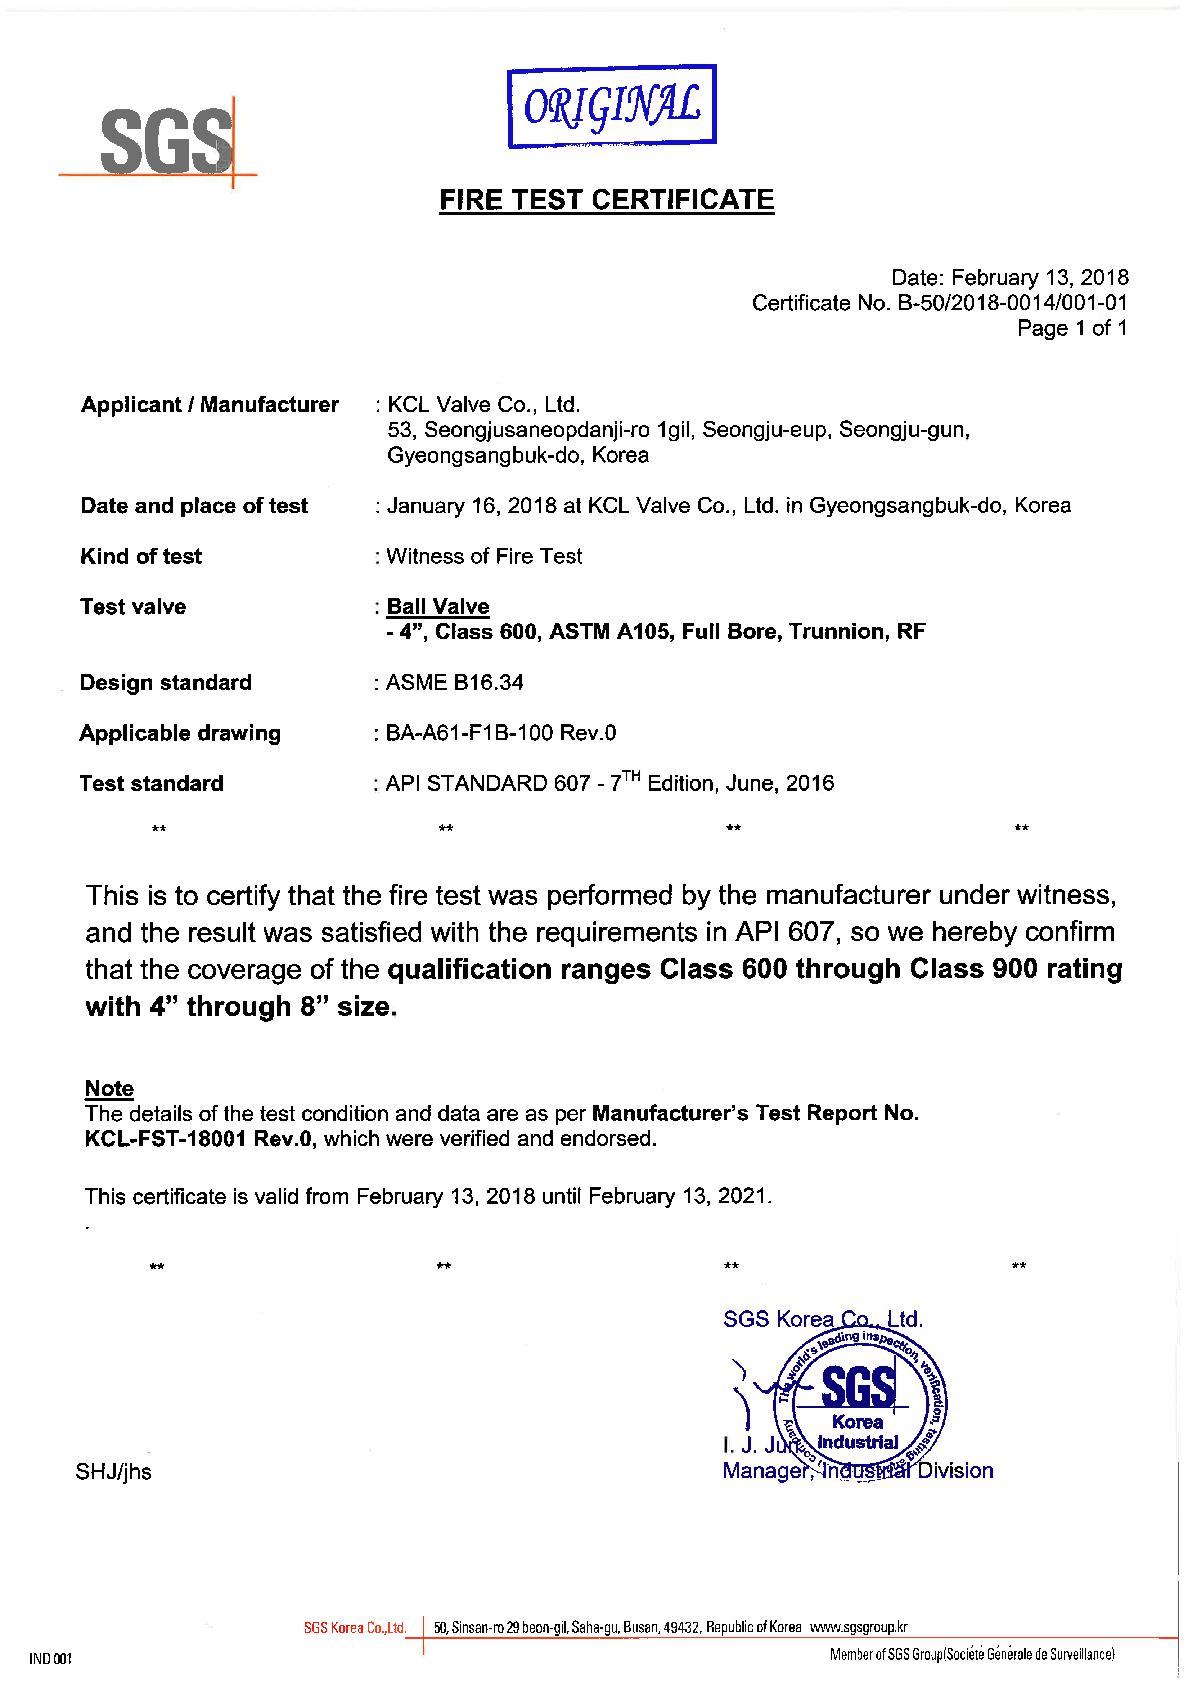 ORIGINAL
SGS
FIRE TEST CERTIFICATE
Date: February 13, 2018
Certificate No. B-50/2018-0014/001-01
Page 1 of 1
Applicant / Manufacturer : KCL Valve Co., Ltd.
53, Seongjusaneopdanji-ro 1gil, Seongju-eup, Seongju-gun,
Gyeongsangbuk-do, Korea
Date and place of test : January 16, 2018 at KCL Valve Co., Ltd. in Gyeongsangbuk-do, Korea
Kind of test : Witness of Fire Test
Test valve : Ball Valve
- 4”, Class 600, ASTM A105, Full Bore, Trunnion, RF
Design standard : ASME B16.34
Applicable drawing : BA-A61-F1B-100 Rev.0
Test standard : API STANDARD 607 - 7TH Edition, June, 2016
** ** ** **
This is to certify that the fire test was performed by the manufacturer under witness,
and the result was satisfied with the requirements in API 607, so we hereby confirm
that the coverage of the qualification ranges Class 600 through Class 900 rating
with 4” through 8” size.
Note
The details of the test condition and data are as per Manufacturer’s Test Report No.
KCL-FST-18001 Rev.0, which were verified and endorsed.
This certificate is valid from February 13, 2018 until February 13, 2021.
** ** ** **
SGS Korea Co., Ltd.
The world's leading inspection, verification, testing company
SGS
Korea
Industrial
I. J.
Manager, Industrial Division
SHJ/jhs
SGS Korea Co.,Ltd. 50, Sinsan-ro 29 beon-gil, Saha-gu, Busan, 49432, Republic of Korea www.sgsgroup.kr
IND 001
Member of SGS Group(Société Générale de Surveillance)